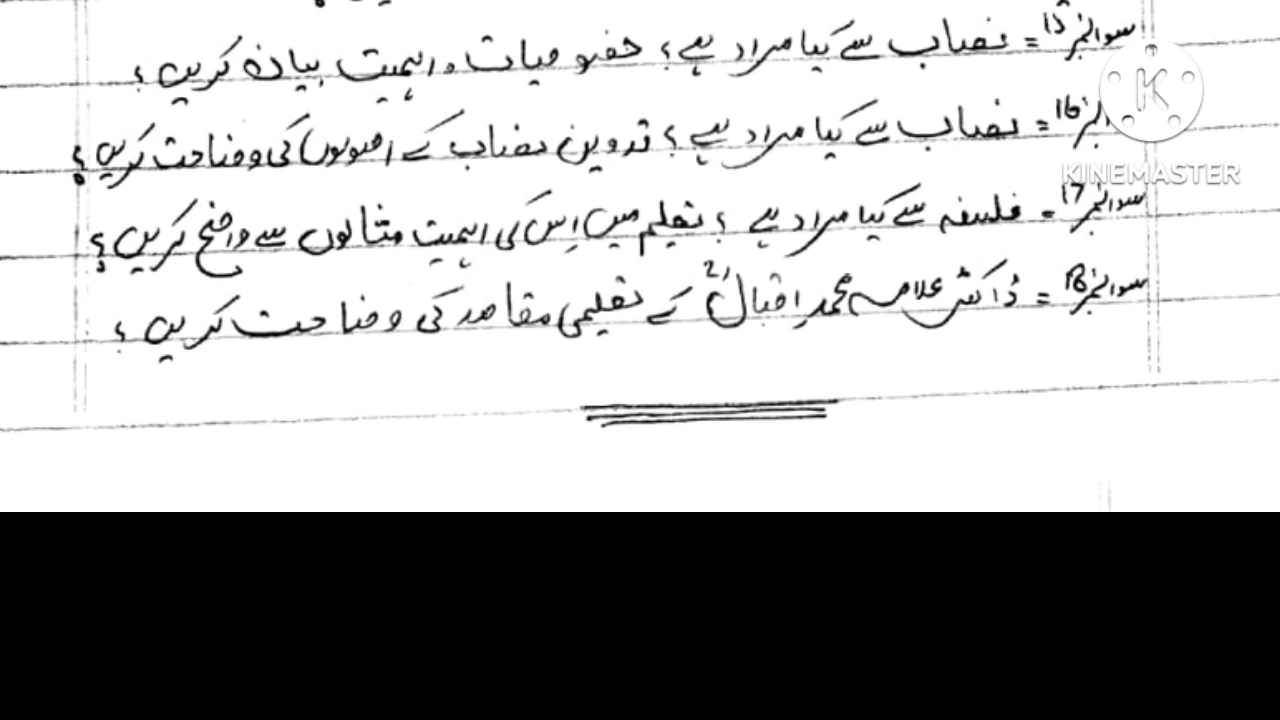 سوال نمبر 15 = نصاب سے کیا مراد ہے؟ خصوصیات و اہمیت بیان کریں؟
نمبر 16 = نصاب سے کیا مراد ہے؟ تدوین نصاب کے اصولوں کی وضاحت کریں؟
KINEMASTER
سوال نمبر 17 = فلسفہ سے کیا مراد ہے؟ تعلیم میں اِس کی اہمیت مثالوں سے واضح کریں؟
سوال نمبر 18 = ڈاکٹر علامہ محمد اقبالؒ کے تعلیمی مقاصد کی وضاحت کریں؟